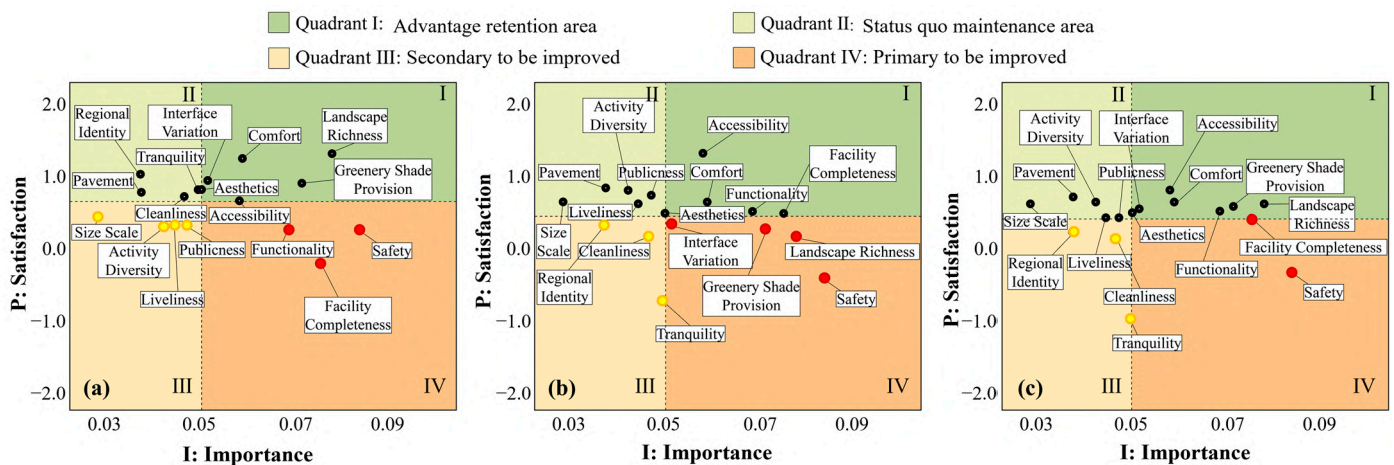 Quadrant I: Advantage retention area
Quadrant II: Status quo maintenance area
Quadrant III: Secondary to be improved
Quadrant IV: Primary to be improved
P: Satisfaction
2.0
1.0
0.0
−1.0
−2.0
II
I
Regional
Identity
Interface
Variation
Comfort
Landscape
Richness
Tranquility
Greenery Shade
Provision
Pavement
Aesthetics
Cleanliness
Accessibility
Size Scale
Activity
Diversity
Publicness
Functionality
Safety
Liveliness
Facility
Completeness
(a)
III
IV
0.03
0.05
0.07
0.09
I: Importance
P: Satisfaction
2.0
1.0
0.0
−1.0
−2.0
II
I
Activity
Diversity
Accessibility
Pavement
Publicness
Comfort
Facility
Completeness
Functionality
Liveliness
Aesthetics
Size
Scale
Cleanliness
Interface
Variation
Landscape Richness
Regional
Identity
Greenery Shade
Provision
Safety
Tranquility
(b)
III
IV
0.03
0.05
0.07
0.09
I: Importance
P: Satisfaction
2.0
1.0
0.0
−1.0
−2.0
II
I
Activity
Diversity
Interface
Variation
Accessibility
Pavement
Publicness
Comfort
Greenery Shade
Provision
Size Scale
Landscape
Richness
Aesthetics
Facility Completeness
Regional
Identity
Liveliness
Functionality
Safety
Cleanliness
Tranquility
(c)
III
IV
0.03
0.05
0.07
0.09
I: Importance